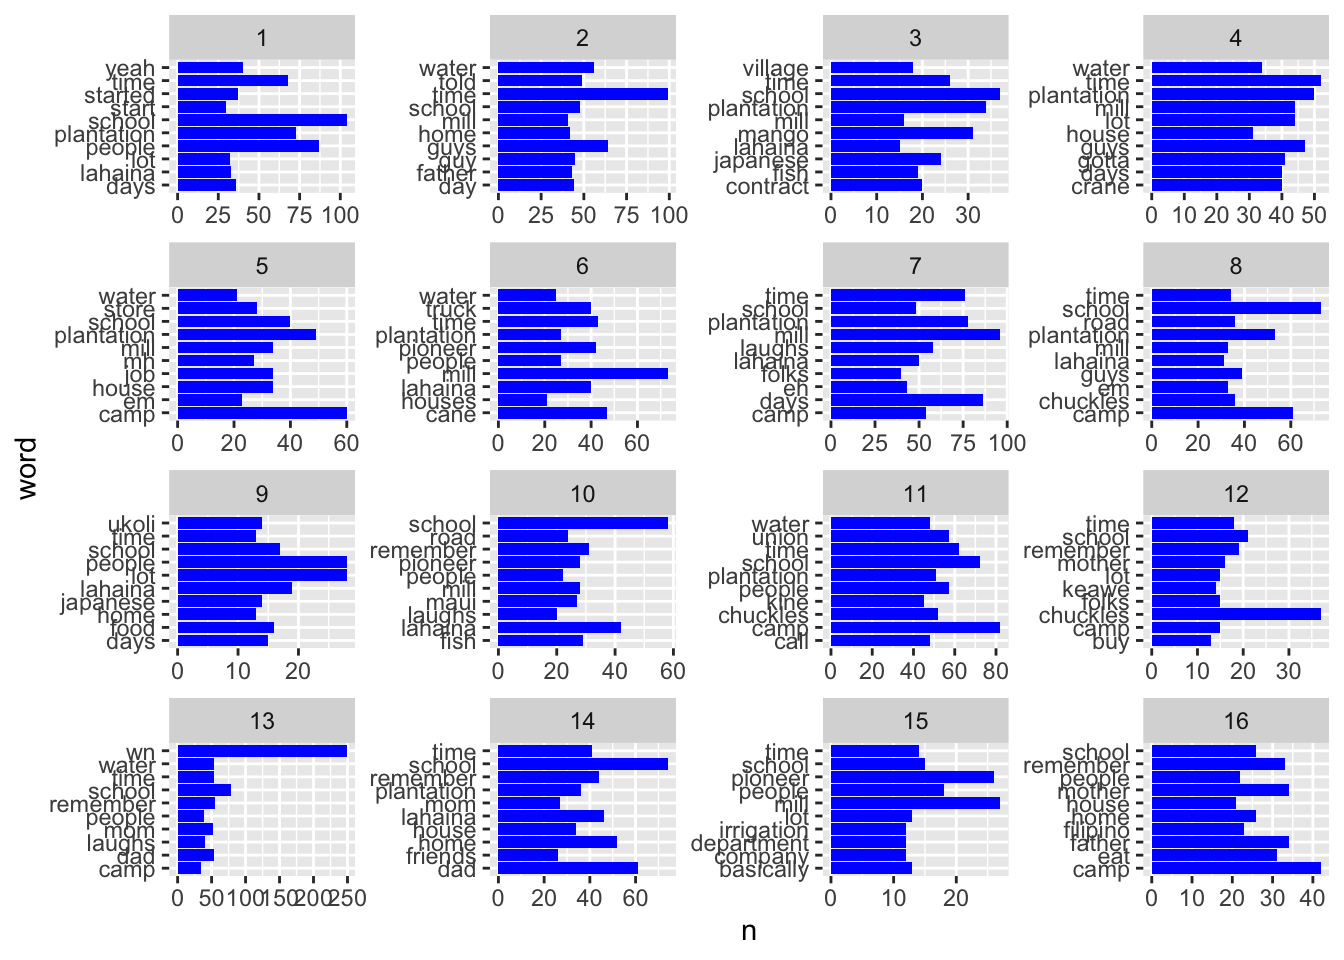 1
yeah
time
started
start
school
plantation
people
lot
lahaina
days
0 25 50 75 100
2
water
told
time
school
mill
home
guys
guy
father
day
0 25 50 75 100
3
village
time
school
plantation
mill
mango
lahaina
japanese
fish
contract
0 10 20 30
4
water
time
plantation
mill
lot
house
guys
gotta
days
crane
0 10 20 30 40 50
5
water
store
school
plantation
mill
mh
job
house
em
camp
0 20 40 60
6
water
truck
time
plantation
pioneer
people
mill
lahaina
houses
cane
0 20 40 60
7
time
school
plantation
mill
laughs
lahaina
folks
eh
days
camp
0 25 50 75 100
8
time
school
road
plantation
mill
lahaina
guys
em
chuckles
camp
0 20 40 60
word
9
ukoli
time
school
people
lot
lahaina
japanese
home
food
days
0 10 20
10
school
road
remember
pioneer
people
mill
maui
laughs
lahaina
fish
0 20 40 60
11
water
union
time
school
plantation
people
kine
chuckles
camp
call
0 20 40 60 80
12
time
school
remember
mother
lot
keawe
folks
chuckles
camp
buy
0 10 20 30
13
wn
water
time
school
remember
people
mom
laughs
dad
camp
0 50 100 150 200 250
14
time
school
remember
plantation
mom
lahaina
house
home
friends
dad
0 20 40 60
15
time
school
pioneer
people
mill
lot
irrigation
department
company
basically
0 10 20
16
school
remember
people
mother
house
home
filipino
father
eat
camp
0 10 20 30 40
n